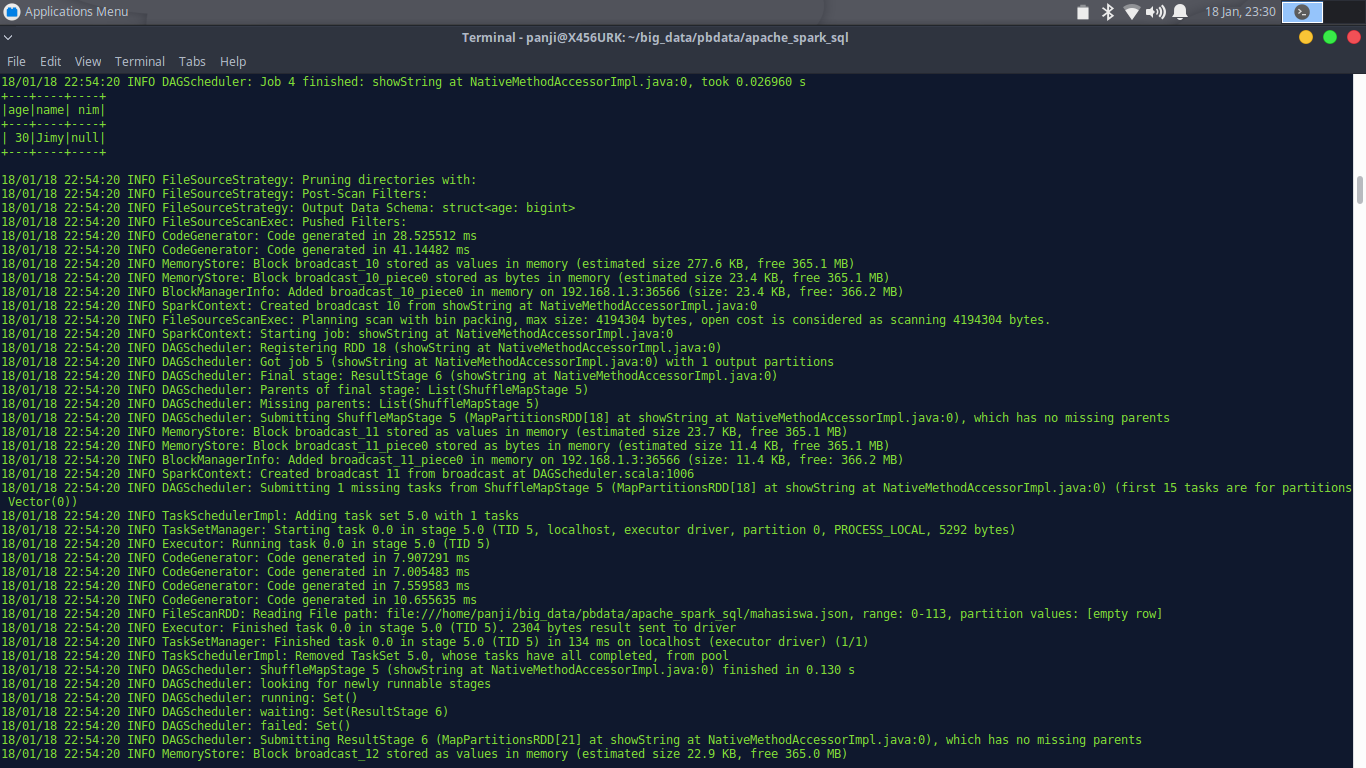 Applications Menu
18 Jan, 23:30
Terminal - panji@X456URK: ~/big_data/pbdata/apache_spark_sql
File Edit View Terminal Tabs Help
18/01/18 22:54:20 INFO DAGScheduler: Job 4 finished: showString at NativeMethodAccessorImpl.java:0, took 0.026960 s
+---+----+----+
|age|name| nim|
+---+----+----+
| 30|Jimy|null|
+---+----+----+
18/01/18 22:54:20 INFO FileSourceStrategy: Pruning directories with:
18/01/18 22:54:20 INFO FileSourceStrategy: Post-Scan Filters:
18/01/18 22:54:20 INFO FileSourceStrategy: Output Data Schema: struct<age: bigint>
18/01/18 22:54:20 INFO FileSourceScanExec: Pushed Filters:
18/01/18 22:54:20 INFO CodeGenerator: Code generated in 28.525512 ms
18/01/18 22:54:20 INFO CodeGenerator: Code generated in 41.14482 ms
18/01/18 22:54:20 INFO MemoryStore: Block broadcast_10 stored as values in memory (estimated size 277.6 KB, free 365.1 MB)
18/01/18 22:54:20 INFO MemoryStore: Block broadcast_10_piece0 stored as bytes in memory (estimated size 23.4 KB, free 365.1 MB)
18/01/18 22:54:20 INFO BlockManagerInfo: Added broadcast_10_piece0 in memory on 192.168.1.3:36566 (size: 23.4 KB, free: 366.2 MB)
18/01/18 22:54:20 INFO SparkContext: Created broadcast 10 from showString at NativeMethodAccessorImpl.java:0
18/01/18 22:54:20 INFO FileSourceScanExec: Planning scan with bin packing, max size: 4194304 bytes, open cost is considered as scanning 4194304 bytes.
18/01/18 22:54:20 INFO SparkContext: Starting job: showString at NativeMethodAccessorImpl.java:0
18/01/18 22:54:20 INFO DAGScheduler: Registering RDD 18 (showString at NativeMethodAccessorImpl.java:0)
18/01/18 22:54:20 INFO DAGScheduler: Got job 5 (showString at NativeMethodAccessorImpl.java:0) with 1 output partitions
18/01/18 22:54:20 INFO DAGScheduler: Final stage: ResultStage 6 (showString at NativeMethodAccessorImpl.java:0)
18/01/18 22:54:20 INFO DAGScheduler: Parents of final stage: List(ShuffleMapStage 5)
18/01/18 22:54:20 INFO DAGScheduler: Missing parents: List(ShuffleMapStage 5)
18/01/18 22:54:20 INFO DAGScheduler: Submitting ShuffleMapStage 5 (MapPartitionsRDD[18] at showString at NativeMethodAccessorImpl.java:0), which has no missing parents
18/01/18 22:54:20 INFO MemoryStore: Block broadcast_11 stored as values in memory (estimated size 23.7 KB, free 365.1 MB)
18/01/18 22:54:20 INFO MemoryStore: Block broadcast_11_piece0 stored as bytes in memory (estimated size 11.4 KB, free 365.1 MB)
18/01/18 22:54:20 INFO BlockManagerInfo: Added broadcast_11_piece0 in memory on 192.168.1.3:36566 (size: 11.4 KB, free: 366.2 MB)
18/01/18 22:54:20 INFO SparkContext: Created broadcast 11 from broadcast at DAGScheduler.scala:1006
18/01/18 22:54:20 INFO DAGScheduler: Submitting 1 missing tasks from ShuffleMapStage 5 (MapPartitionsRDD[18] at showString at NativeMethodAccessorImpl.java:0) (first 15 tasks are for partitions
Vector(0))
18/01/18 22:54:20 INFO TaskSchedulerImpl: Adding task set 5.0 with 1 tasks
18/01/18 22:54:20 INFO TaskSetManager: Starting task 0.0 in stage 5.0 (TID 5, localhost, executor driver, partition 0, PROCESS_LOCAL, 5292 bytes)
18/01/18 22:54:20 INFO Executor: Running task 0.0 in stage 5.0 (TID 5)
18/01/18 22:54:20 INFO CodeGenerator: Code generated in 7.907291 ms
18/01/18 22:54:20 INFO CodeGenerator: Code generated in 7.005483 ms
18/01/18 22:54:20 INFO CodeGenerator: Code generated in 7.559583 ms
18/01/18 22:54:20 INFO CodeGenerator: Code generated in 10.655635 ms
18/01/18 22:54:20 INFO FileScanRDD: Reading File path: file:///home/panji/big_data/pbdata/apache_spark_sql/mahasiswa.json, range: 0-113, partition values: [empty row]
18/01/18 22:54:20 INFO Executor: Finished task 0.0 in stage 5.0 (TID 5). 2304 bytes result sent to driver
18/01/18 22:54:20 INFO TaskSetManager: Finished task 0.0 in stage 5.0 (TID 5) in 134 ms on localhost (executor driver) (1/1)
18/01/18 22:54:20 INFO TaskSchedulerImpl: Removed TaskSet 5.0, whose tasks have all completed, from pool
18/01/18 22:54:20 INFO DAGScheduler: ShuffleMapStage 5 (showString at NativeMethodAccessorImpl.java:0) finished in 0.130 s
18/01/18 22:54:20 INFO DAGScheduler: looking for newly runnable stages
18/01/18 22:54:20 INFO DAGScheduler: running: Set()
18/01/18 22:54:20 INFO DAGScheduler: waiting: Set(ResultStage 6)
18/01/18 22:54:20 INFO DAGScheduler: failed: Set()
18/01/18 22:54:20 INFO DAGScheduler: Submitting ResultStage 6 (MapPartitionsRDD[21] at showString at NativeMethodAccessorImpl.java:0), which has no missing parents
18/01/18 22:54:20 INFO MemoryStore: Block broadcast_12 stored as values in memory (estimated size 22.9 KB, free 365.0 MB)